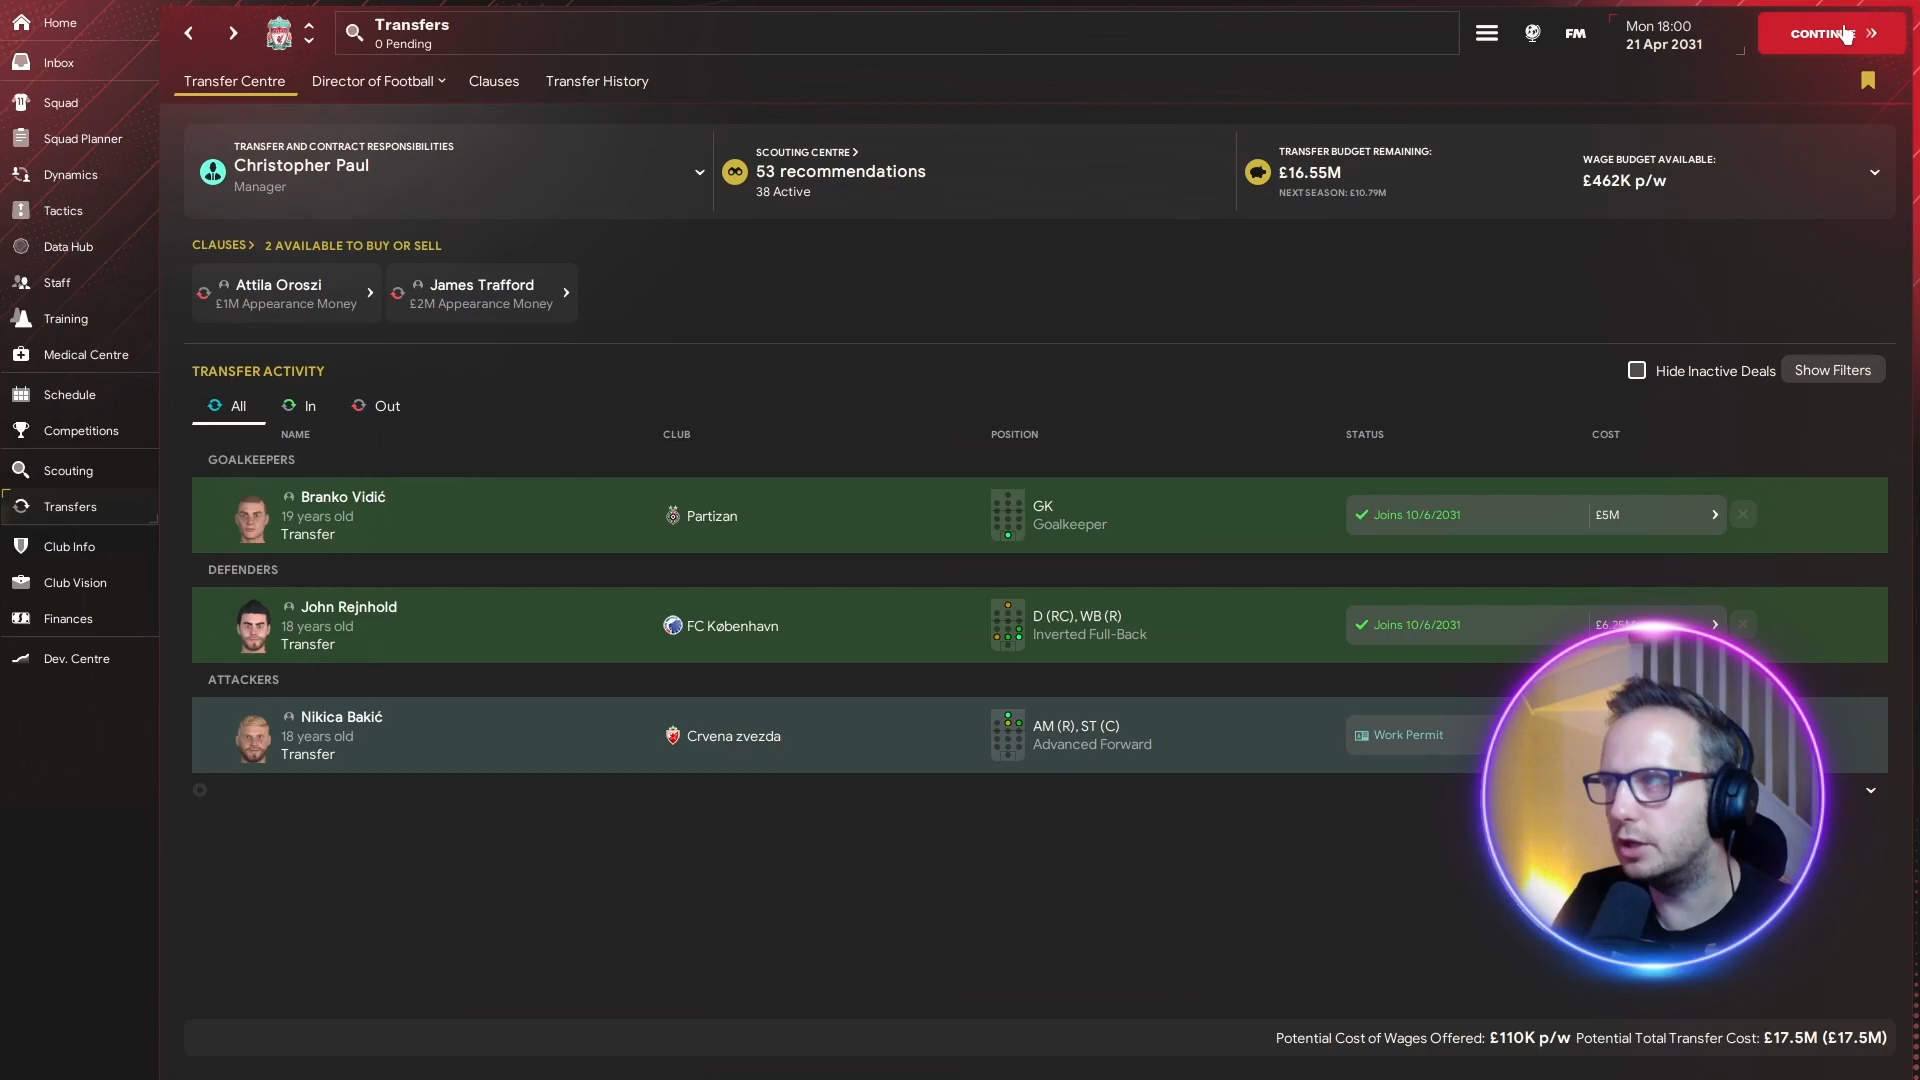 Home
Inbox
Squad
Squad Planner
Dynamics
Tactics
Data Hub
Staff
Training
Medical Centre
Schedule
Competitions
Scouting
Transfers
Club Info
Club Vision
Finances
Dev. Centre
Transfers
0 Pending
FM
Mon 18:00
21 Apr 2031
CONTINUE
Transfer Centre
Director of Football
Clauses
Transfer History
TRANSFER AND CONTRACT RESPONSIBILITIES
Christopher Paul
Manager
SCOUTING CENTRE >
53 recommendations
38 Active
TRANSFER BUDGET REMAINING:
£16.55M
NEXT SEASON: £10.79M
WAGE BUDGET AVAILABLE:
£462K p/w
CLAUSES > 2 AVAILABLE TO BUY OR SELL
Attila Oroszi
£1M Appearance Money
James Trafford
£2M Appearance Money
TRANSFER ACTIVITY
Hide Inactive Deals
Show Filters
All
In
Out
NAME CLUB POSITION STATUS COST
GOALKEEPERS
Branko Vidić
19 years old
Transfer
Partizan
GK
Goalkeeper
Joins 10/6/2031
£5M
DEFENDERS
John Rejnhold
18 years old
Transfer
FC København
D (RC), WB (R)
Inverted Full-Back
Joins 10/6/2031
ATTACKERS
Nikica Bakić
18 years old
Transfer
Crvena zvezda
AM (R), ST (C)
Advanced Forward
Work Permit
Potential Cost of Wages Offered: £110K p/w Potential Total Transfer Cost: £17.5M (£17.5M)